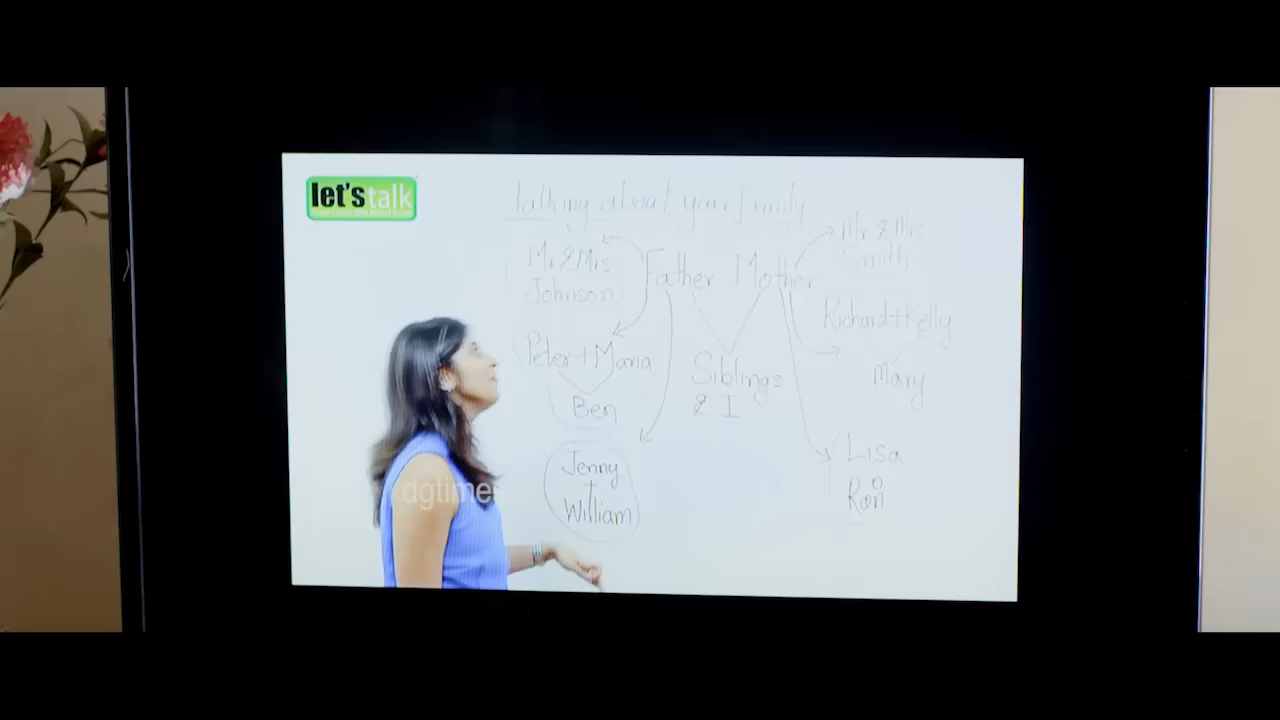 let's talk
Talking about your family
Mr & Mrs.
Johnson
Father Mother
Mr & Mrs
Smith
Richard + Kelly
Mary
Peter + Maria
Ben
Siblings
& I
Jenny
+
William
Lisa
Ron
dgtime